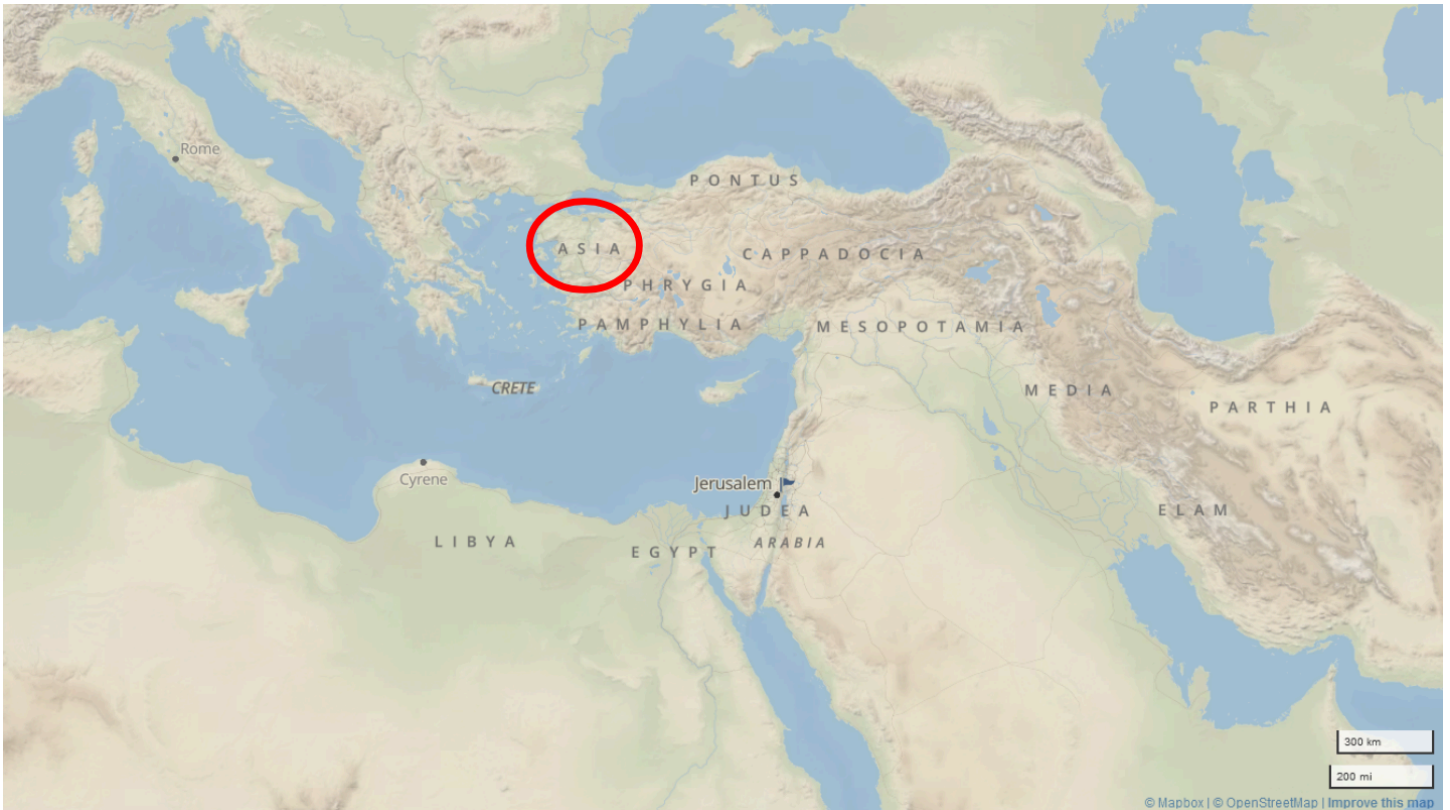 Rome
PONTUS
ASIA
CAPPADOCIA
PHRYGIA
PAMPHYLIA
MESOPOTAMIA
CRETE
MEDIA
PARTHIA
Cyrene
Jerusalem
JUDEA
ELAM
LIBYA
EGYPT
ARABIA
300 km
200 mi
© Mapbox | © OpenStreetMap | Improve this map